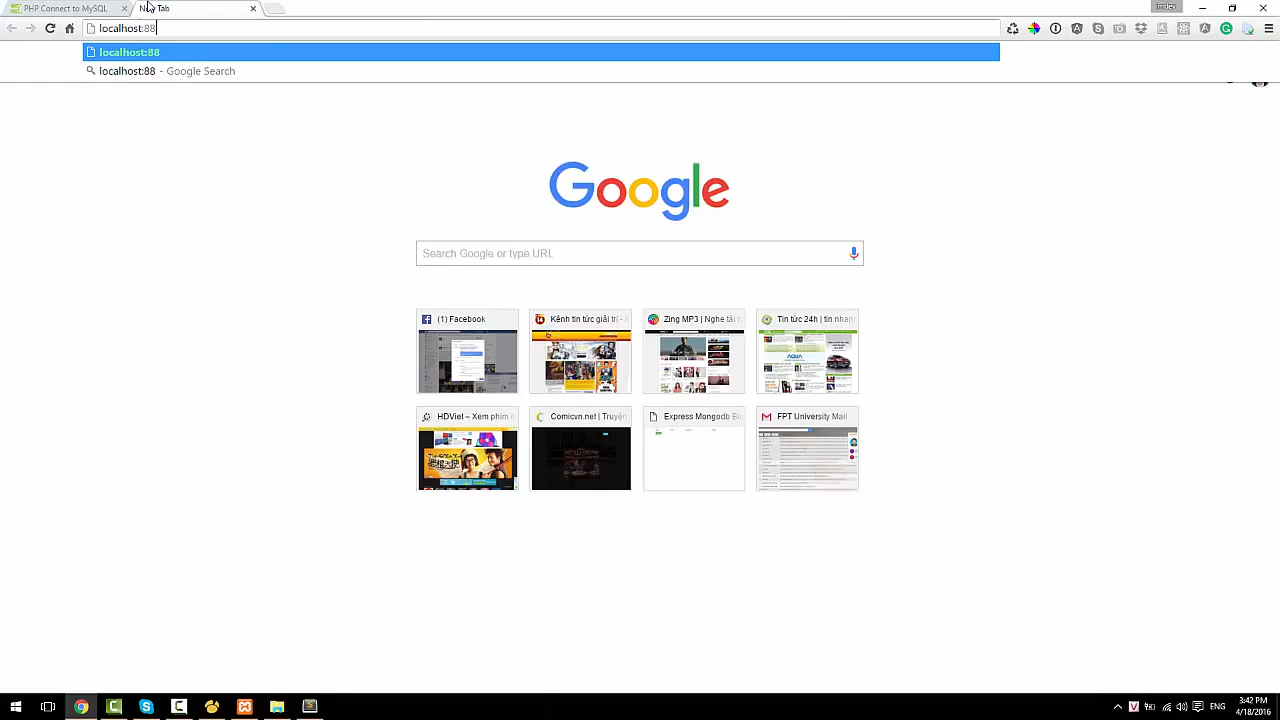 PHP Connect to MySQL
New Tab
lmdev
localhost:88
localhost:88
localhost:88 - Google Search
Google
Search Google or type URL
(1) Facebook
Kênh tin tức giải trí -
Zing MP3 | Nghe tải
Tin tức 24h | tin nhan
HDViet – Xem phim
Comicvn.net | Truyện
Express Mongodb
FPT University Mail
3:42 PM
ENG
4/18/2016